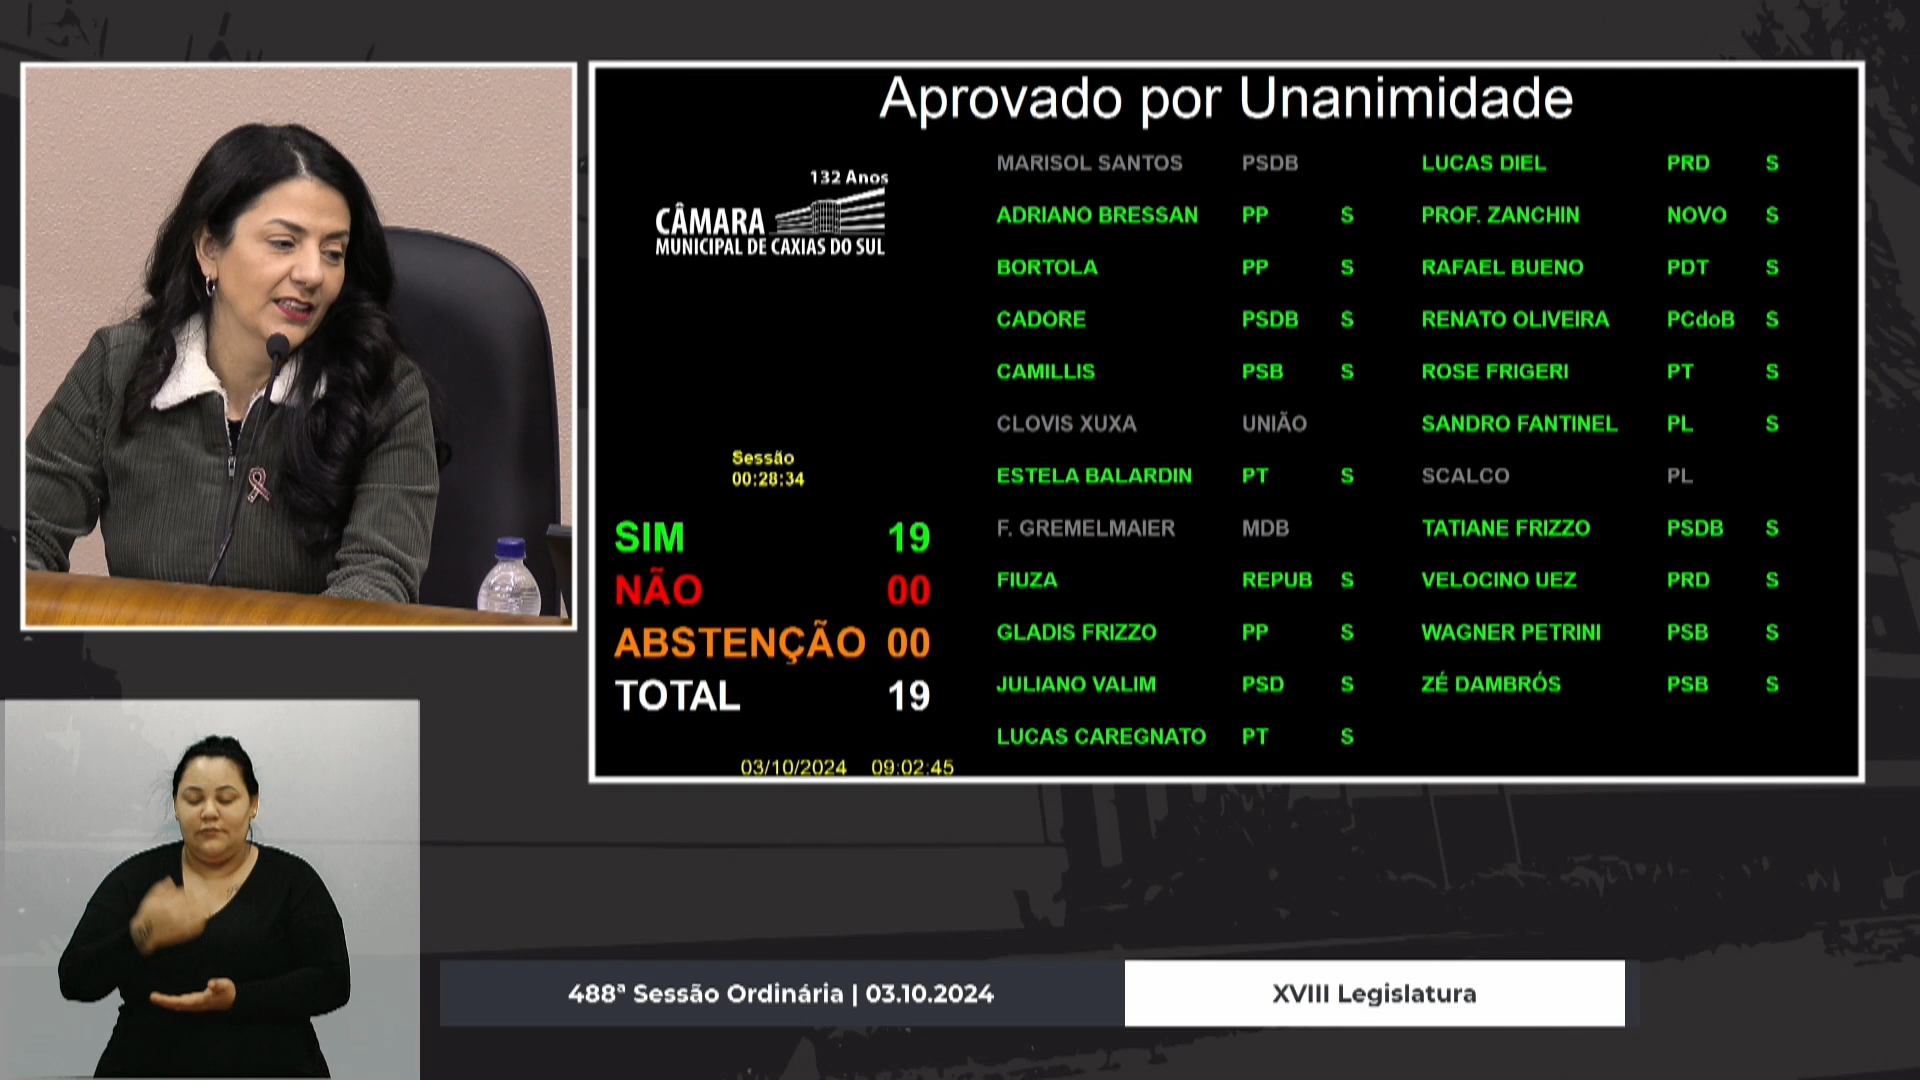 Aprovado por Unanimidade
132 Anos
CÂMARA
MUNICIPAL DE CAXIAS DO SUL
Sessão
00:28:34
SIM 19
NÃO 00
ABSTENÇÃO 00
TOTAL 19
03/10/2024 09:02:45
MARISOL SANTOS PSDB
ADRIANO BRESSAN PP S
BORTOLA PP S
CADORE PSDB S
CAMILLIS PSB S
CLOVIS XUXA UNIÃO
ESTELA BALARDIN PT S
F. GREMELMAIER MDB
FIUZA REPUB S
GLADIS FRIZZO PP S
JULIANO VALIM PSD S
LUCAS CAREGNATO PT S
LUCAS DIEL PRD S
PROF. ZANCHIN NOVO S
RAFAEL BUENO PDT S
RENATO OLIVEIRA PCdoB S
ROSE FRIGERI PT S
SANDRO FANTINEL PL S
SCALCO PL
TATIANE FRIZZO PSDB S
VELOCINO UEZ PRD S
WAGNER PETRINI PSB S
ZÉ DAMBRÓS PSB S
488ª Sessão Ordinária | 03.10.2024
XVIII Legislatura